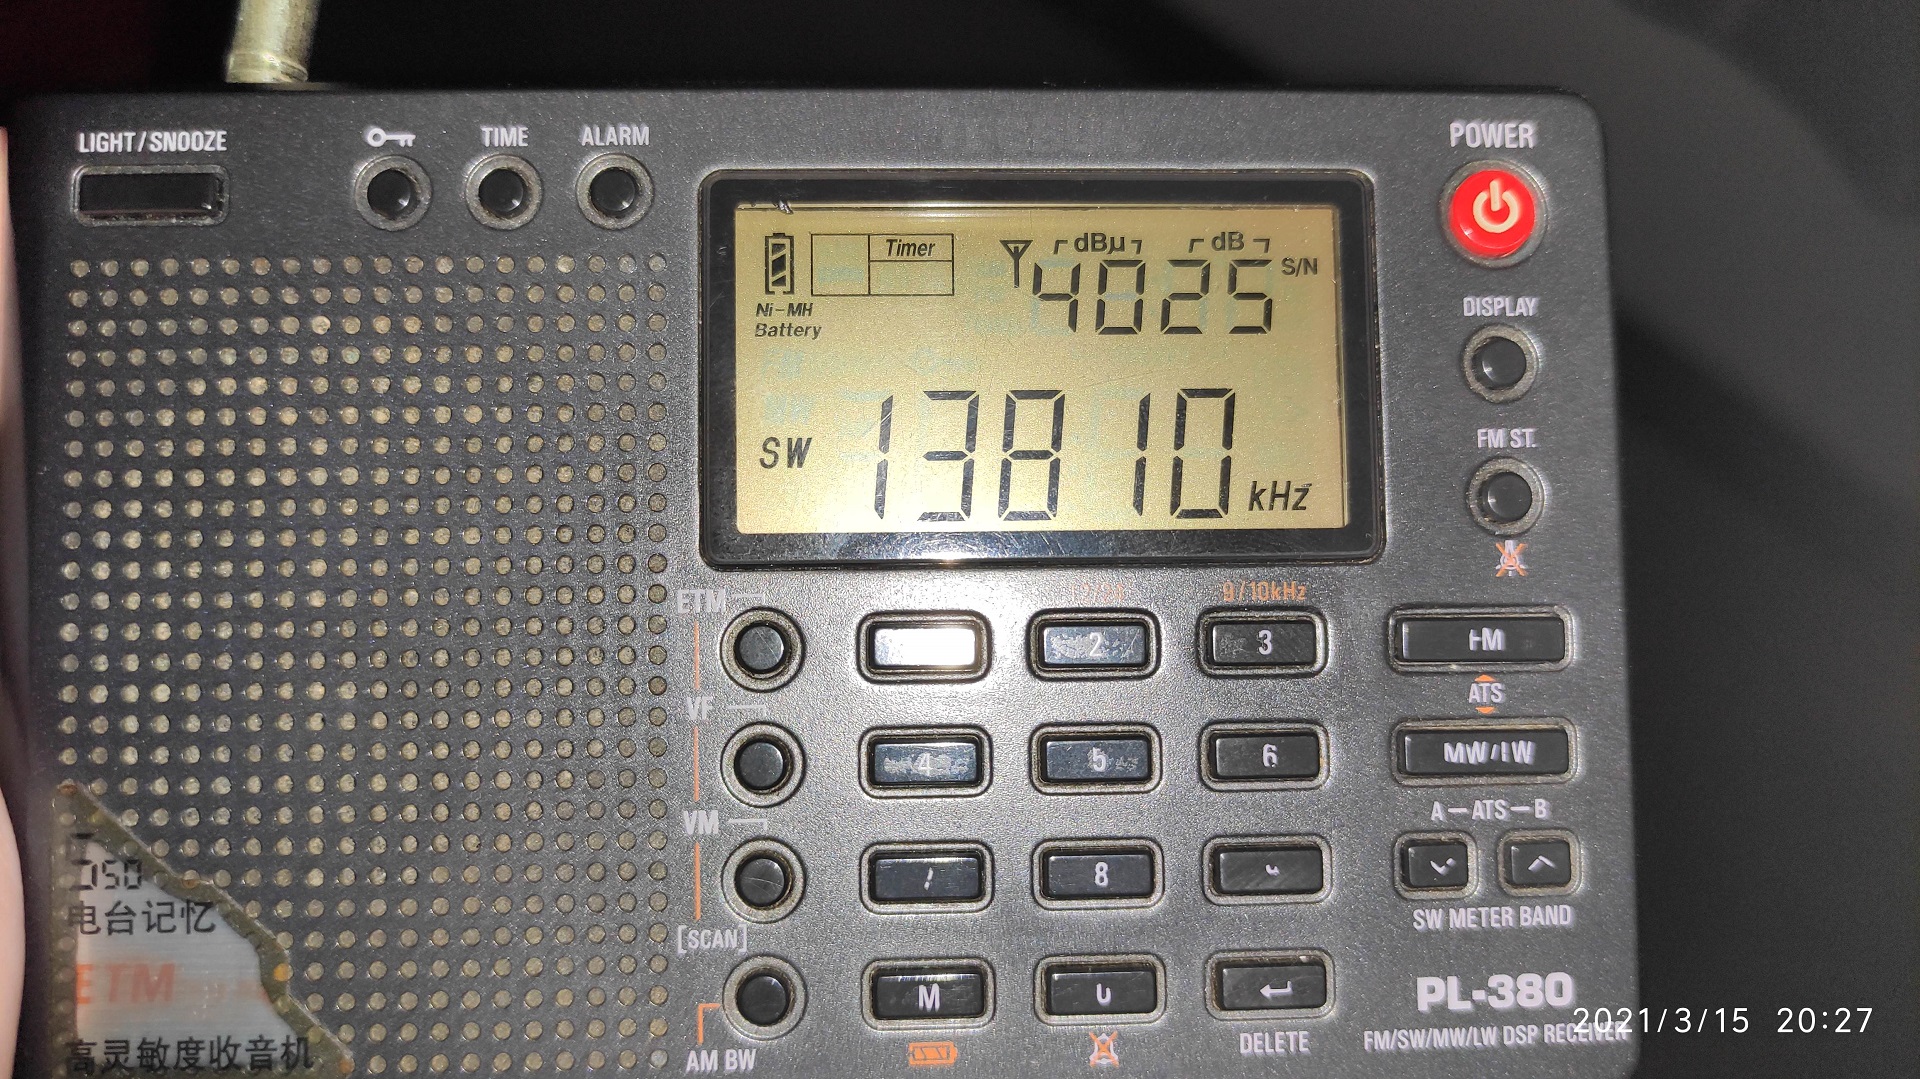 LIGHT/SNOOZE
TIME
ALARM
POWER
Timer
dBµ
dB
4025
S/N
Ni-MH
Battery
SW
13810
kHz
DISPLAY
FM ST.
ETM
9/10kHz
2
3
ATS
VF
4
5
6
A-ATS-B
VM
8
SW METER BAND
[SCAN]
M
DELETE
AM BW
PL-380
FM/SW/MW/LW DSP RECEIVER
电台记忆
ETM
高灵敏度收音机
2021/3/15 20:27